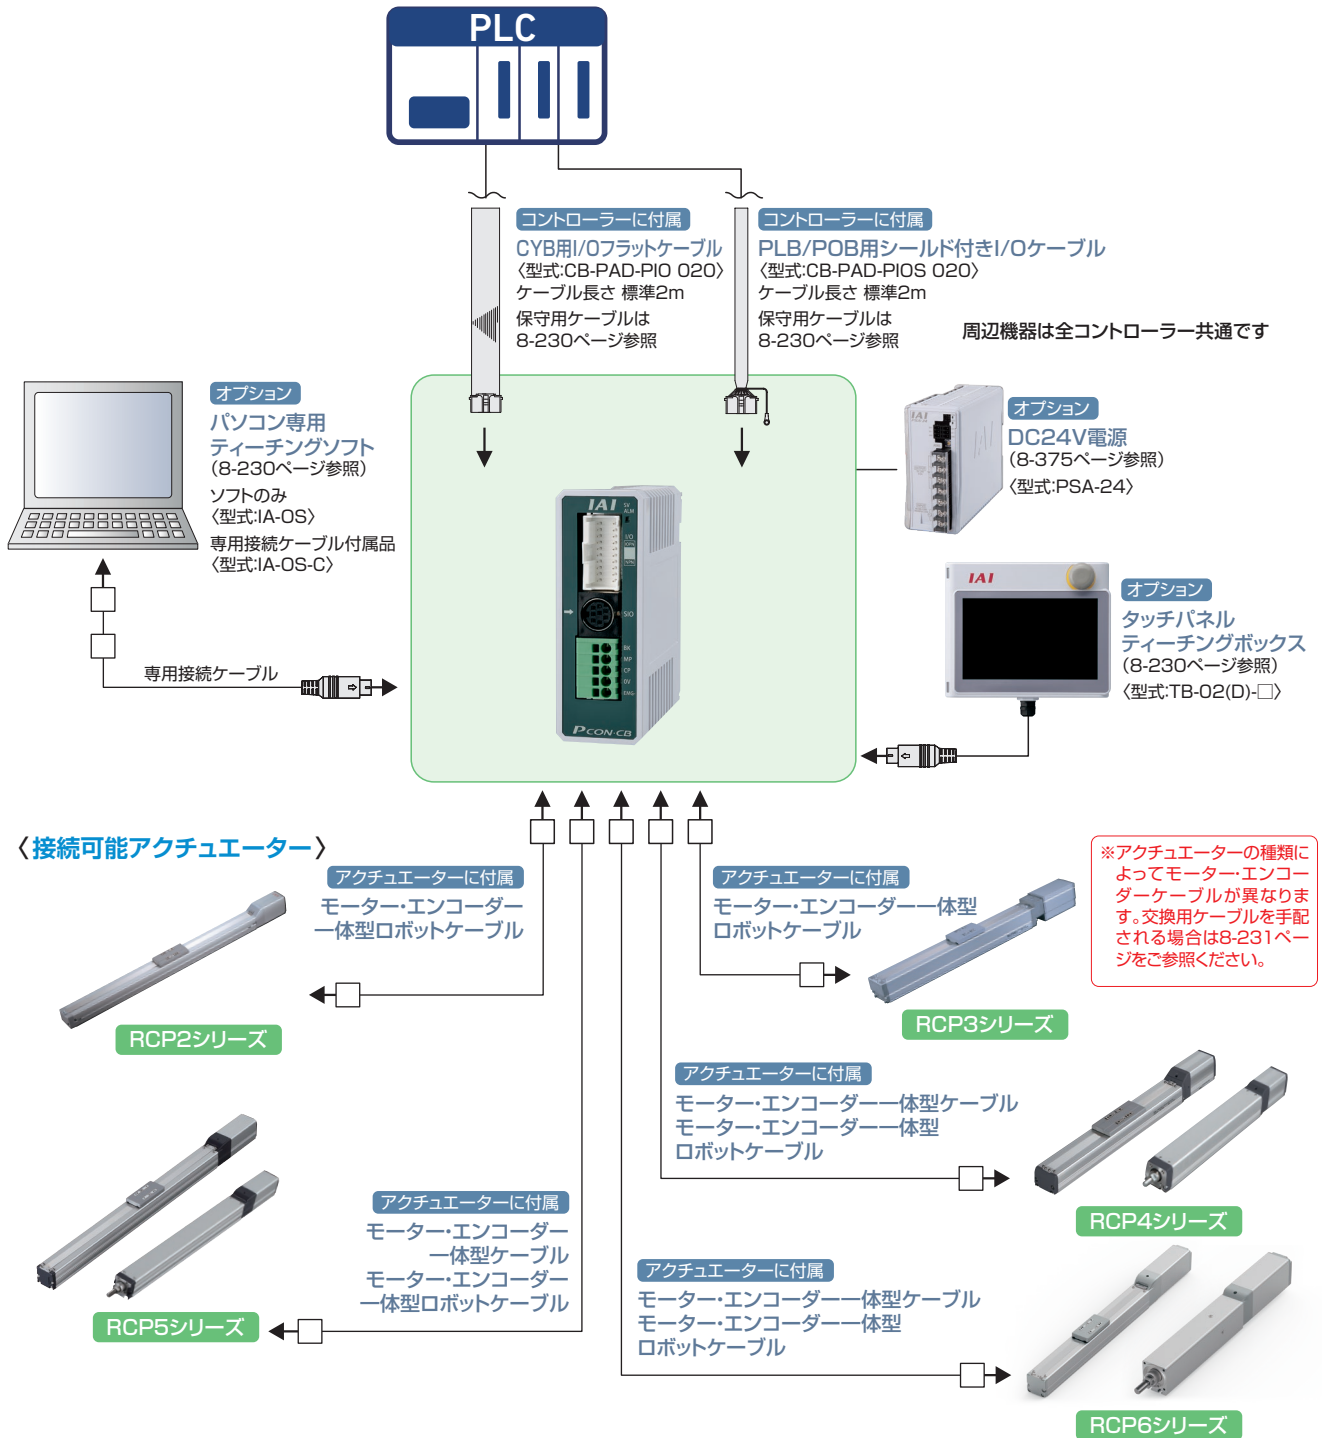 PLC
コントローラーに付属
CYB用I/Oフラットケーブル
〈型式:CB-PAD-PIO 020〉
ケーブル長さ 標準2m
保守用ケーブルは
8-230ページ参照
コントローラーに付属
PLB/POB用シールド付きI/Oケーブル
〈型式:CB-PAD-PIOS 020〉
ケーブル長さ 標準2m
保守用ケーブルは
8-230ページ参照
周辺機器は全コントローラー共通です
オプション
パソコン専用
ティーチングソフト
(8-230ページ参照)
ソフトのみ
〈型式:IA-OS〉
専用接続ケーブル付属品
〈型式:IA-OS-C〉
専用接続ケーブル
IAI
5V
ALM
I/O
SIO
BK
MP
CP
0V
EMG
PCON-CB
IAI
オプション
DC24V電源
(8-375ページ参照)
〈型式:PSA-24〉
IAI
オプション
タッチパネル
ティーチングボックス
(8-230ページ参照)
〈型式:TB-02(D)-□〉
〈接続可能アクチュエーター〉
アクチュエーターに付属
モーター・エンコーダー
一体型ロボットケーブル
RCP2シリーズ
アクチュエーターに付属
モーター・エンコーダー一体型
ロボットケーブル
RCP3シリーズ
※アクチュエーターの種類に
よってモーター・エンコー
ダーケーブルが異なりま
す。交換用ケーブルを手配
される場合は8-231ペー
ジをご参照ください。
アクチュエーターに付属
モーター・エンコーダー一体型ケーブル
モーター・エンコーダー一体型
ロボットケーブル
RCP4シリーズ
アクチュエーターに付属
モーター・エンコーダー
一体型ケーブル
モーター・エンコーダー
一体型ロボットケーブル
RCP5シリーズ
アクチュエーターに付属
モーター・エンコーダー一体型ケーブル
モーター・エンコーダー一体型
ロボットケーブル
RCP6シリーズ